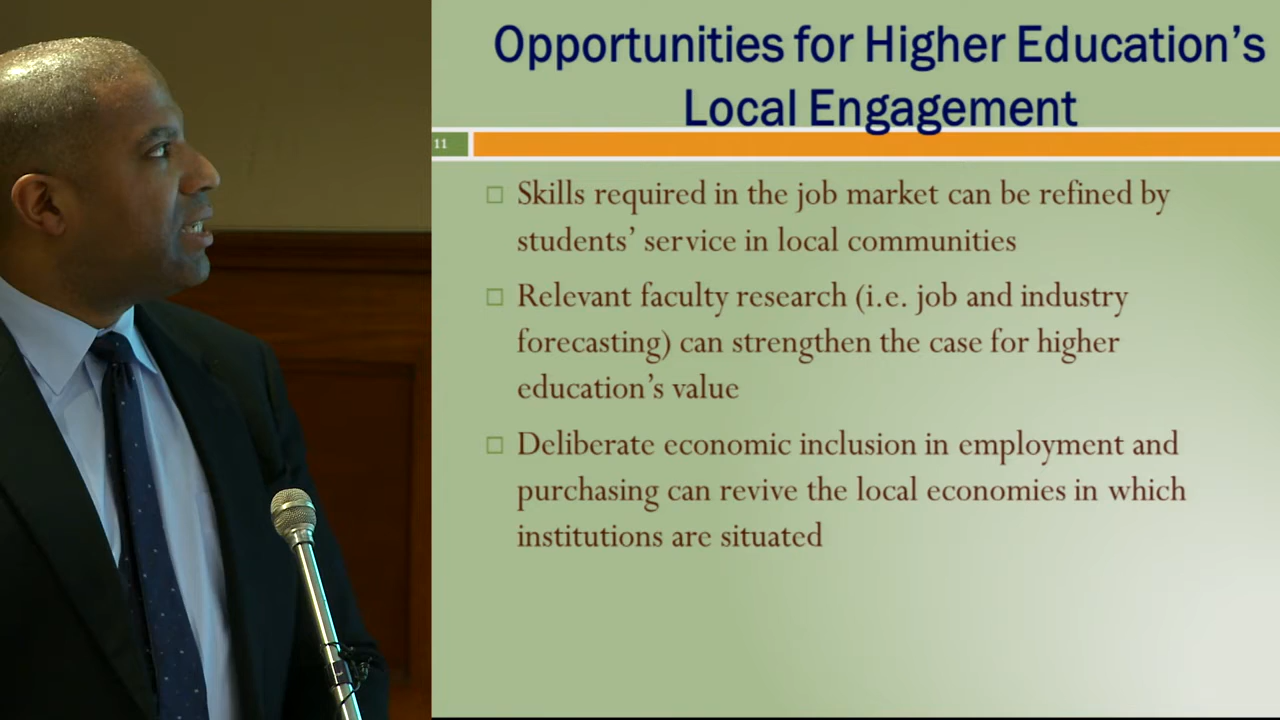 Opportunities for Higher Education’s
Local Engagement
11
Skills required in the job market can be refined by
students’ service in local communities
Relevant faculty research (i.e. job and industry
forecasting) can strengthen the case for higher
education’s value
Deliberate economic inclusion in employment and
purchasing can revive the local economies in which
institutions are situated